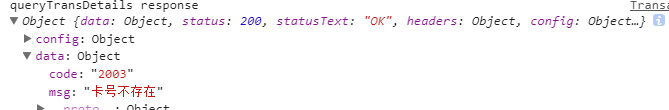 queryTransDetails response Transa
▼Object {data: Object, status: 200, statusText: "OK", headers: Object, config: Object…} i
▶config: Object
▼data: Object
code: "2003"
msg: "卡号不存在"
▶ proto : Object